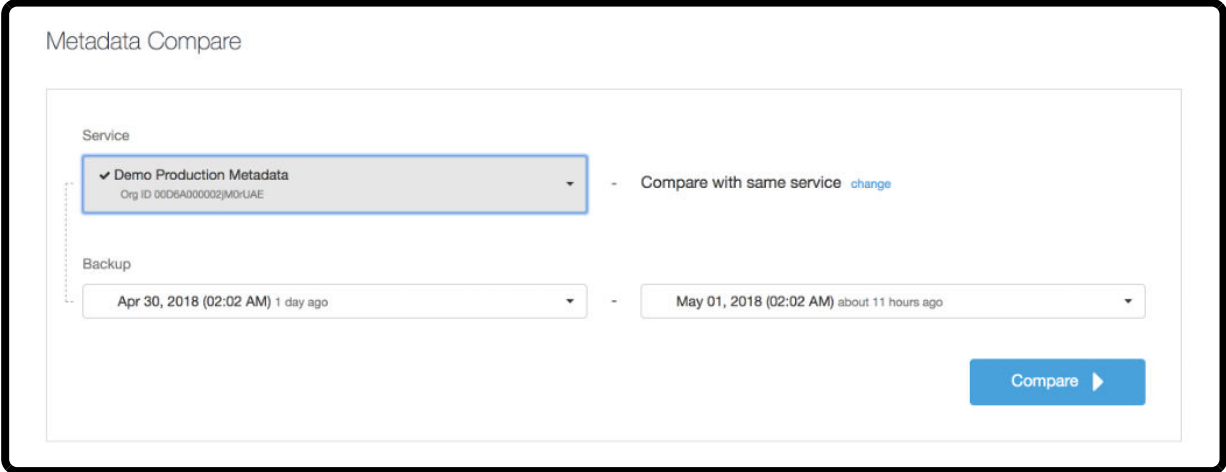 Metadata Compare
Service
✔ Demo Production Metadata
Org ID 00D6A000002jM0rUAE
- Compare with same service change
Backup
Apr 30, 2018 (02:02 AM) 1 day ago - May 01, 2018 (02:02 AM) about 11 hours ago
Compare